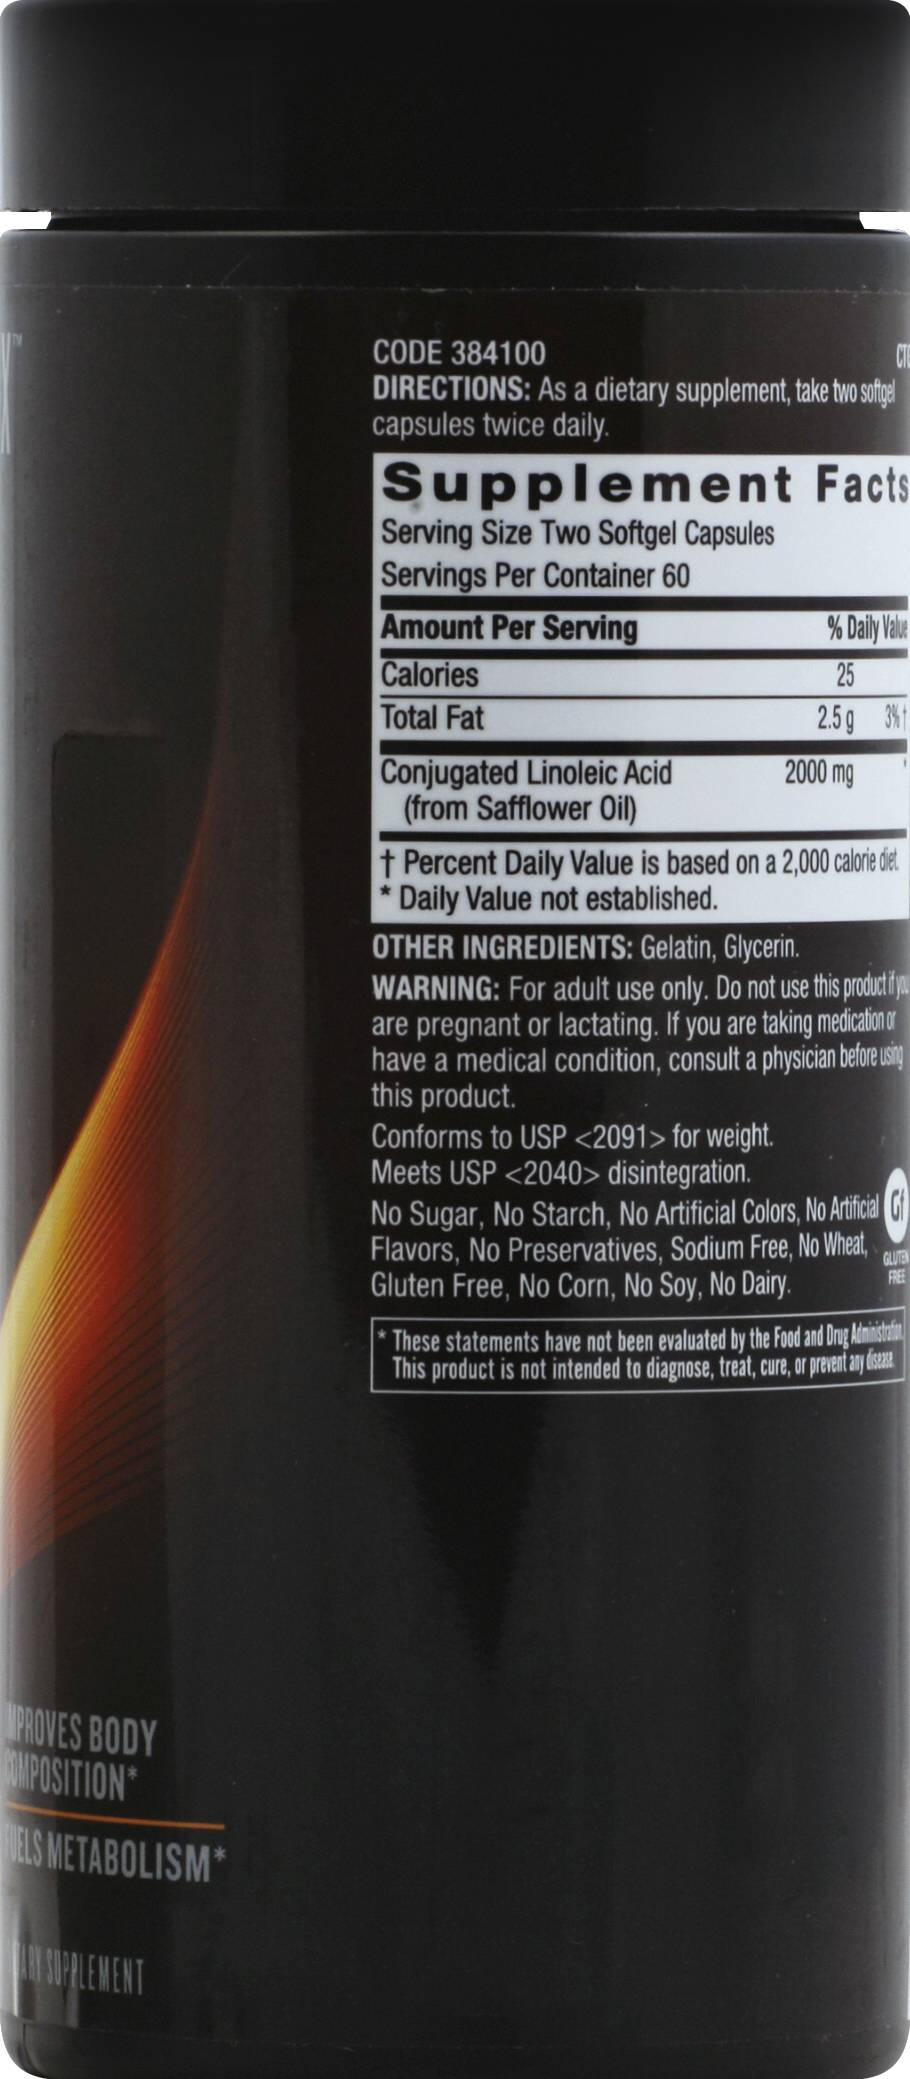 X™
CODE 384100
DIRECTIONS: As a dietary supplement, take two softgel
capsules twice daily.
Supplement Facts
Serving Size Two Softgel Capsules
Servings Per Container 60
Amount Per Serving % Daily Value
Calories 25
Total Fat 2.5 g 3%†
Conjugated Linoleic Acid 2000 mg *
(from Safflower Oil)
† Percent Daily Value is based on a 2,000 calorie diet.
* Daily Value not established.
OTHER INGREDIENTS: Gelatin, Glycerin.
WARNING: For adult use only. Do not use this product if you
are pregnant or lactating. If you are taking medication or
have a medical condition, consult a physician before using
this product.
Conforms to USP <2091> for weight.
Meets USP <2040> disintegration.
No Sugar, No Starch, No Artificial Colors, No Artificial
Flavors, No Preservatives, Sodium Free, No Wheat,
Gluten Free, No Corn, No Soy, No Dairy.
Gf
GLUTEN
FREE
* These statements have not been evaluated by the Food and Drug Administration.
This product is not intended to diagnose, treat, cure, or prevent any disease.
MPROVES BODY
COMPOSITION*
FUELS METABOLISM*
TARY SUPPLEMENT